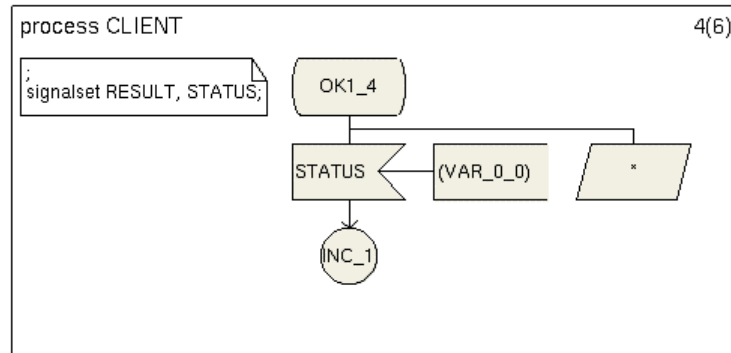 process CLIENT
4(6)
;
signalset RESULT, STATUS;
OK1_4
STATUS
(VAR_0_0)
*
INC_1